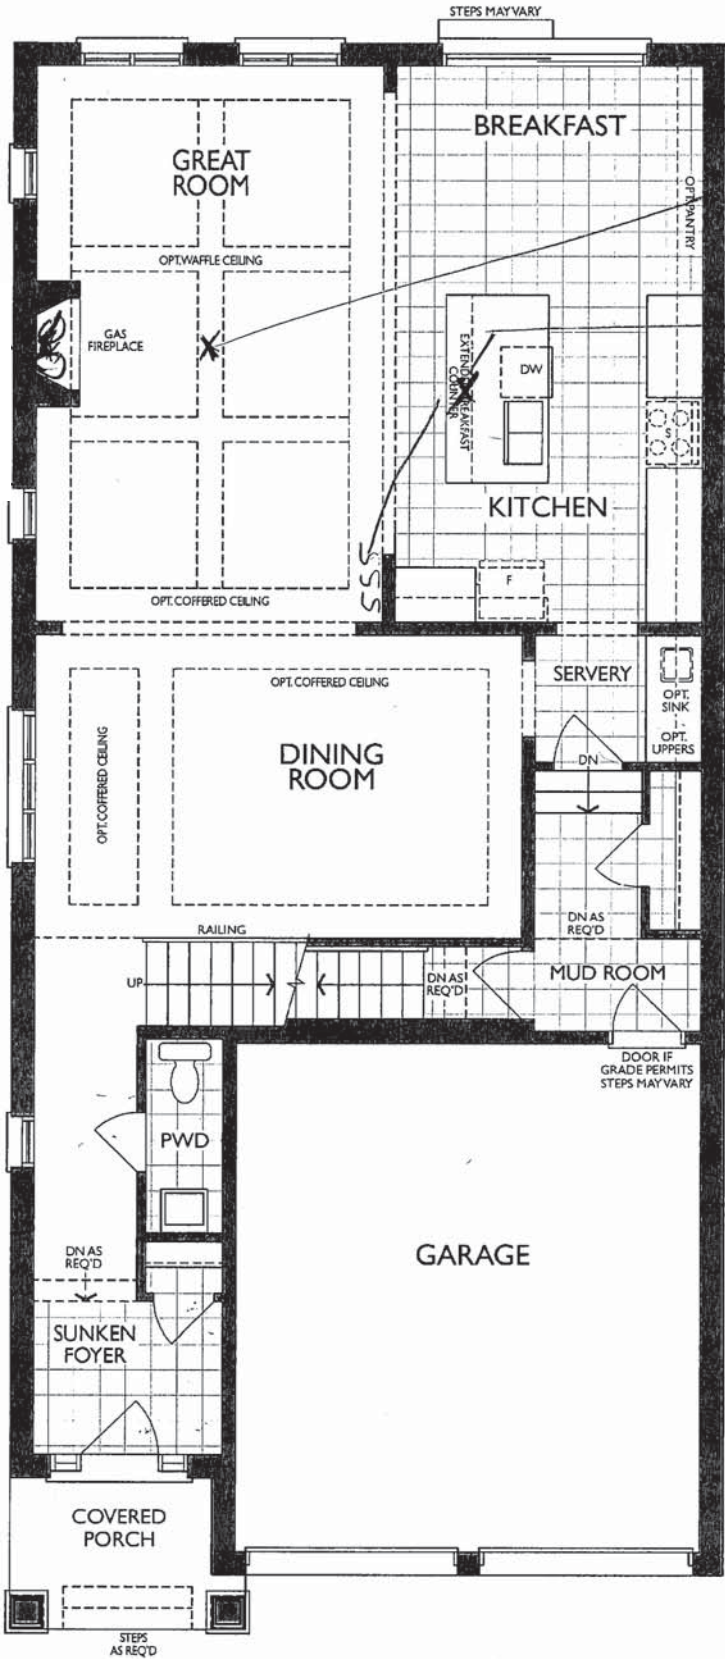 STEPS MAY VARY
BREAKFAST
GREAT
ROOM
OPT. PANTRY
OPT. WAFFLE CEILING
GAS
FIREPLACE
DW
COUNTER
S
KITCHEN
SSS
F
OPT. COFFERED CEILING
SERVERY
OPT.
SINK
OPT.
UPPERS
OPT. COFFERED CEILING
OPT. COFFERED CEILING
DINING
ROOM
DN
DN AS
REQ'D
RAILING
UP
DN AS
REQ'D
MUD ROOM
DOOR IF
GRADE PERMITS
STEPS MAY VARY
PWD
GARAGE
DN AS
REQ'D
SUNKEN
FOYER
COVERED
PORCH
STEPS
AS REQ'D